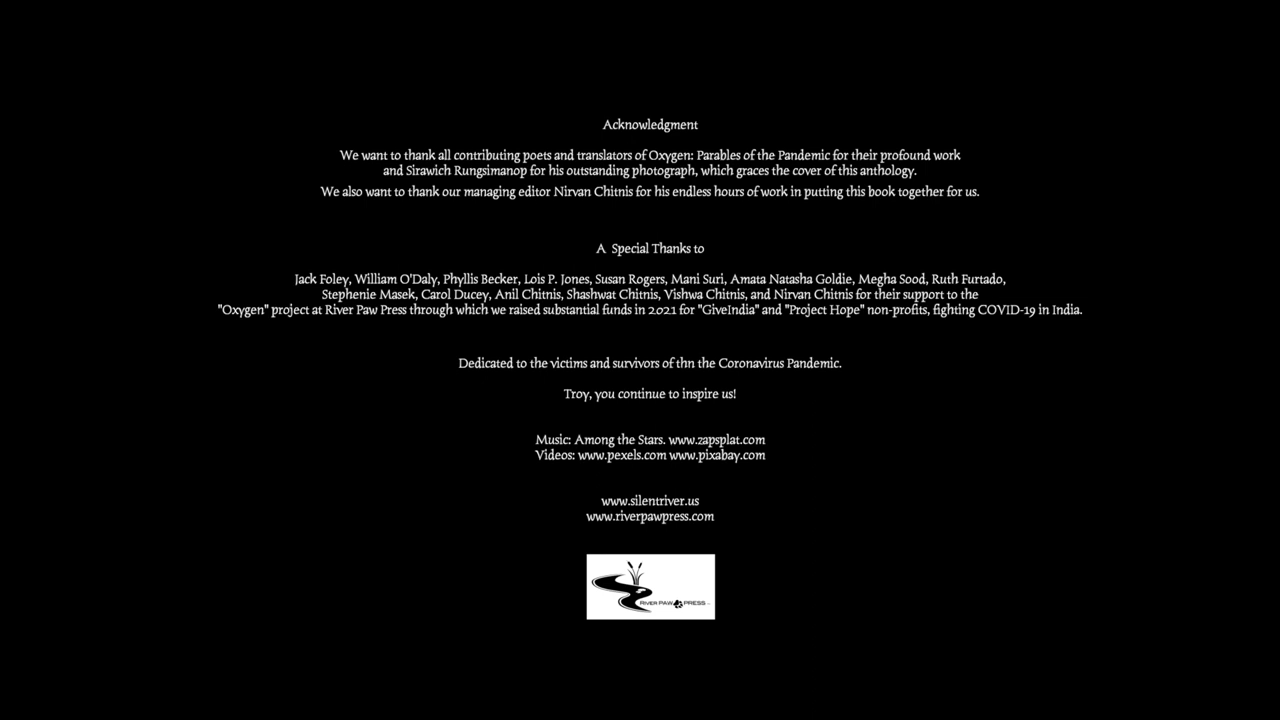 Acknowledgment
We want to thank all contributing poets and translators of Oxygen: Parables of the Pandemic for their profound work
and Sirawich Rungsimanop for his outstanding photograph, which graces the cover of this anthology.
We also want to thank our managing editor Nirvan Chitnis for his endless hours of work in putting this book together for us.
A Special Thanks to
Jack Foley, William O'Daly, Phyllis Becker, Lois P. Jones, Susan Rogers, Mani Suri, Amata Natasha Goldie, Megha Sood, Ruth Furtado,
Stephenie Masek, Carol Ducey, Anil Chitnis, Shashwat Chitnis, Vishwa Chitnis, and Nirvan Chitnis for their support to the
"Oxygen" project at River Paw Press through which we raised substantial funds in 2021 for "GiveIndia" and "Project Hope" non-profits, fighting COVID-19 in India.
Dedicated to the victims and survivors of thn the Coronavirus Pandemic.
Troy, you continue to inspire us!
Music: Among the Stars. www.zapsplat.com
Videos: www.pexels.com www.pixabay.com
www.silentriver.us
www.riverpawpress.com
RIVER PAW PRESS